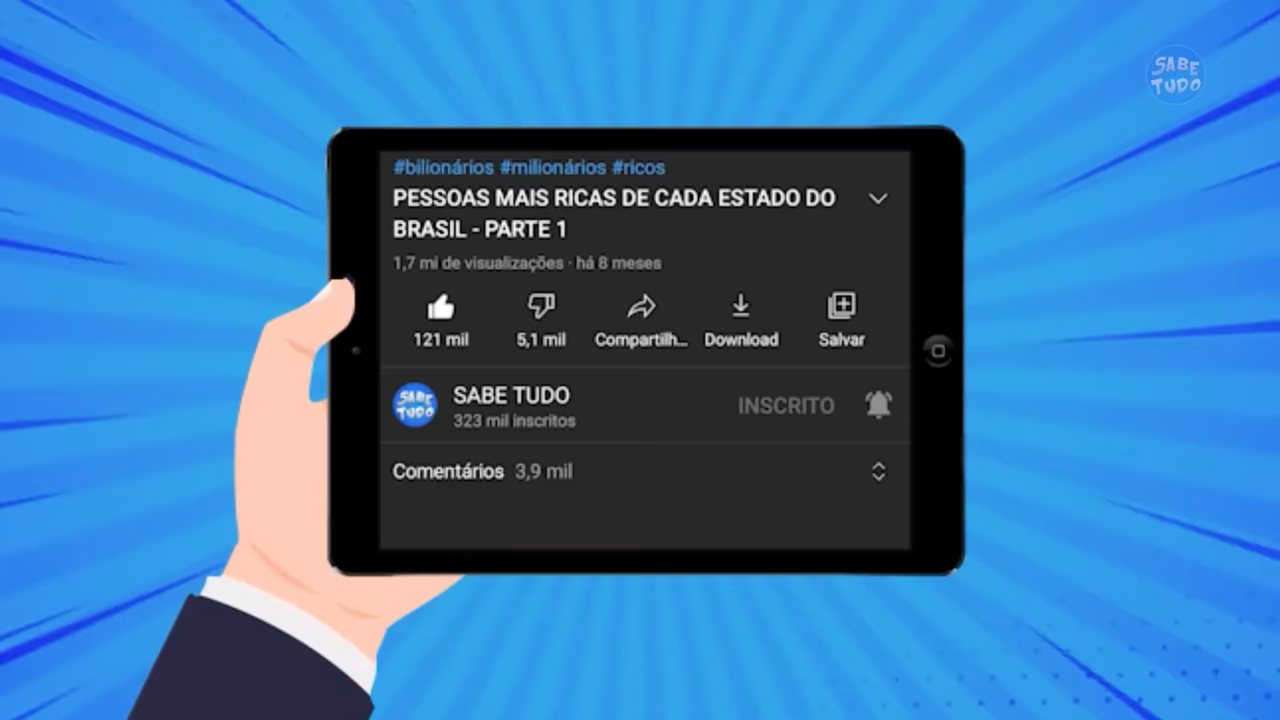 SABE
TUDO
#bilionários #milionários #ricos
PESSOAS MAIS RICAS DE CADA ESTADO DO
BRASIL - PARTE 1
1,7 mi de visualizações · há 8 meses
121 mil
5,1 mil
Compartilh...
Download
Salvar
SABE
TUDO
SABE TUDO
323 mil inscritos
INSCRITO
Comentários 3,9 mil